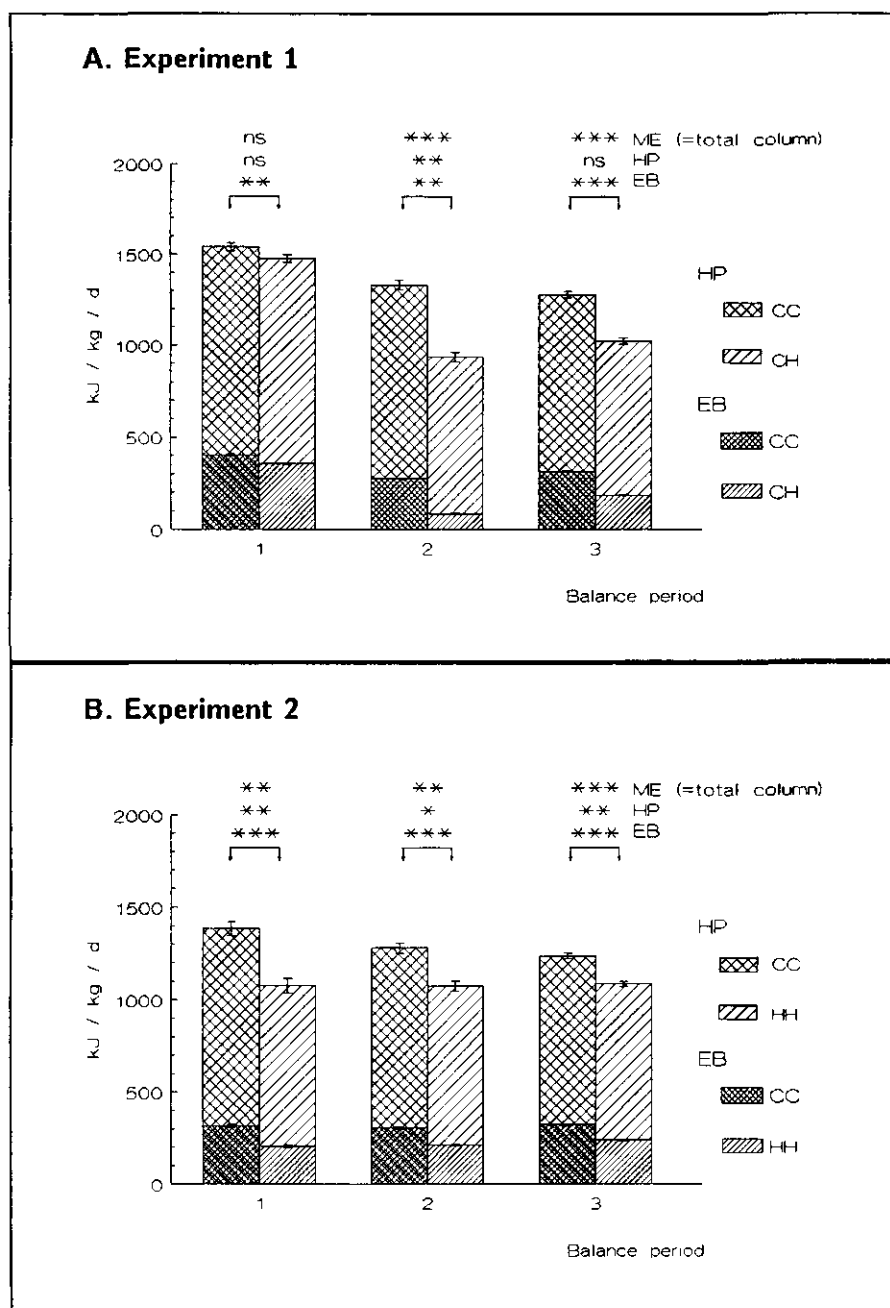 A. Experiment 1
ns *** *** ME (=total column)
ns ** ns HP
** ** *** EB
2000
1500
1000
500
0
kJ / kg / d
HP
CC
CH
EB
CC
CH
1 2 3
Balance period
B. Experiment 2
** ** *** ME (=total column)
** * ** HP
*** *** *** EB
2000
1500
1000
500
0
kJ / kg / d
HP
CC
HH
EB
CC
HH
1 2 3
Balance period